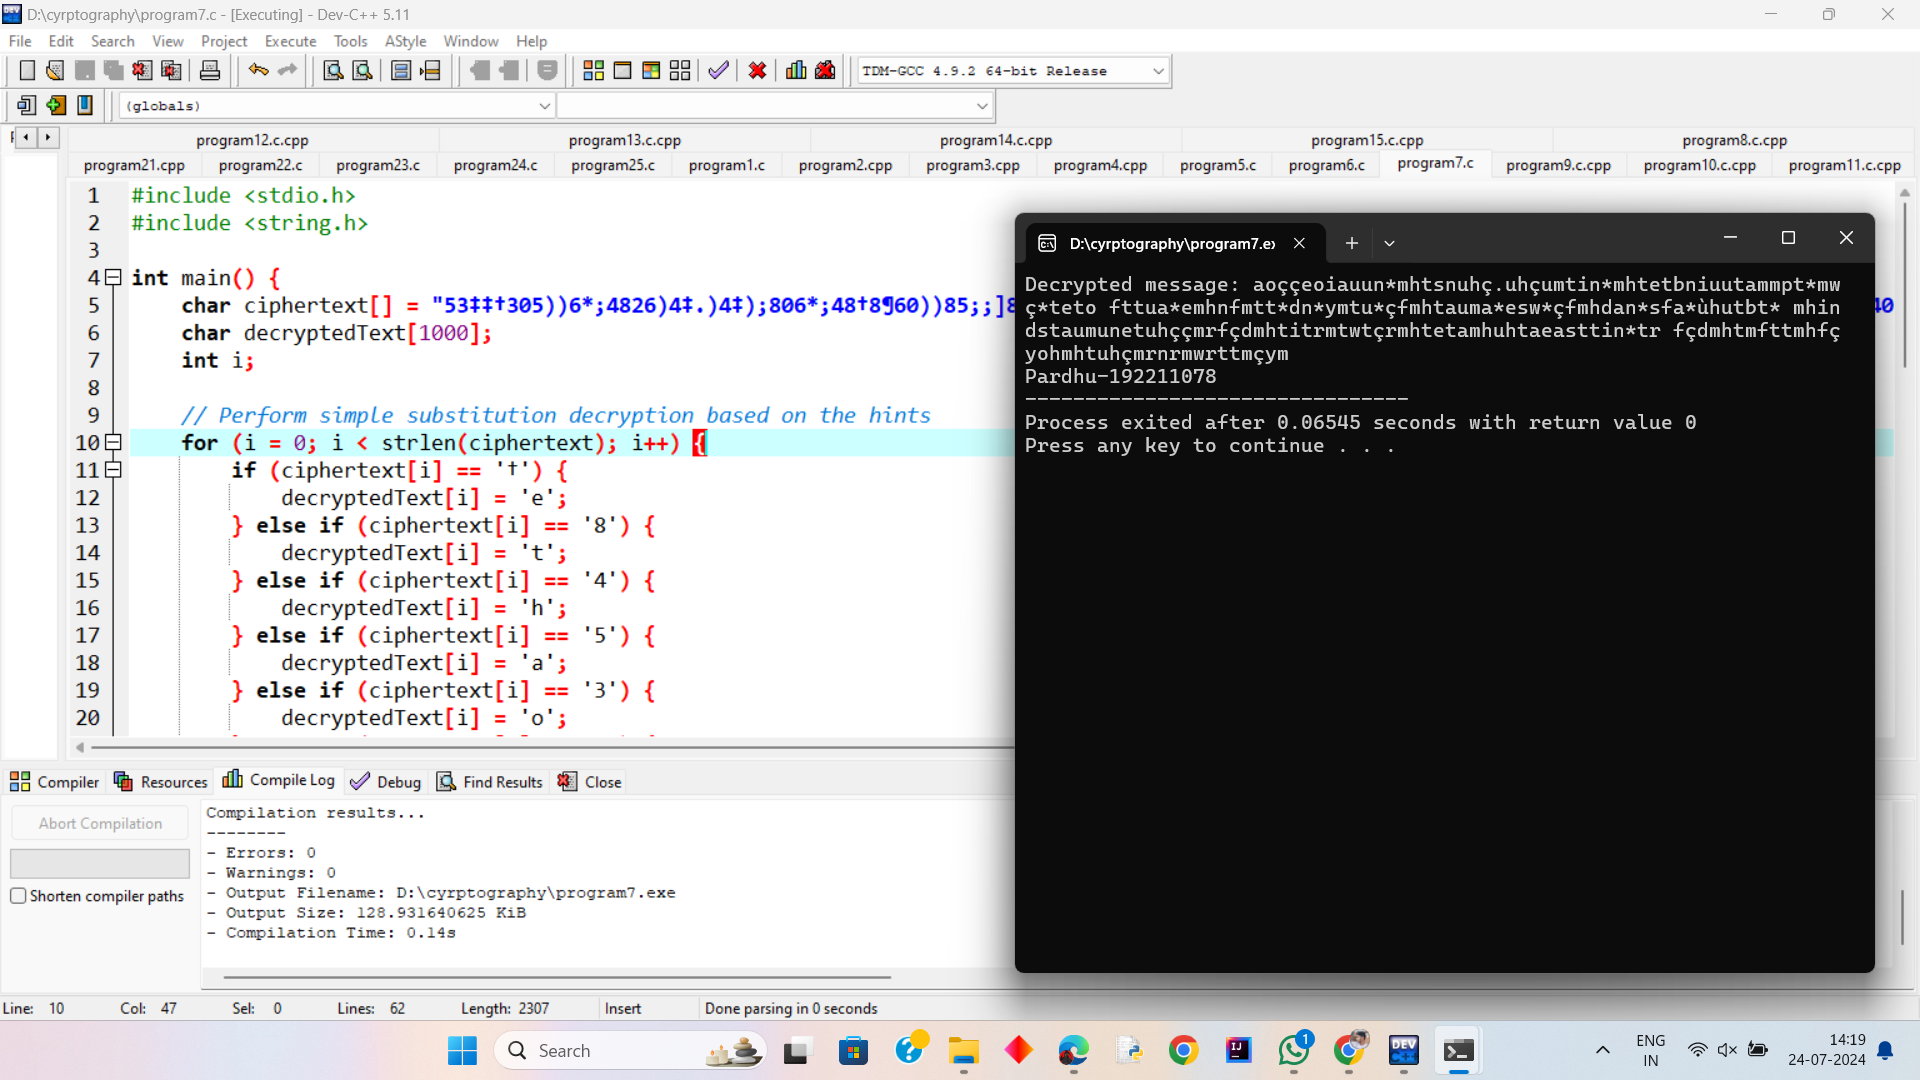 D:\cyrptography\program7.c - [Executing] - Dev-C++ 5.11
File Edit Search View Project Execute Tools AStyle Window Help
TDM-GCC 4.9.2 64-bit Release
(globals)
program12.c.cpp program13.c.cpp program14.c.cpp program15.c.cpp program8.c.cpp
program21.cpp program22.c program23.c program24.c program25.c program1.c program2.cpp program3.cpp program4.cpp program5.c program6.c program7.c program9.c.cpp program10.c.cpp program11.c.cpp
1 #include <stdio.h>
2 #include <string.h>
3
4 int main() {
5 char ciphertext[] = "53‡‡†305))6*;4826)4‡.)4‡);806*;48†8¶60))85;;]8
6 char decryptedText[1000];
7 int i;
8
9 // Perform simple substitution decryption based on the hints
10 for (i = 0; i < strlen(ciphertext); i++) {
11 if (ciphertext[i] == '†') {
12 decryptedText[i] = 'e';
13 } else if (ciphertext[i] == '8') {
14 decryptedText[i] = 't';
15 } else if (ciphertext[i] == '4') {
16 decryptedText[i] = 'h';
17 } else if (ciphertext[i] == '5') {
18 decryptedText[i] = 'a';
19 } else if (ciphertext[i] == '3') {
20 decryptedText[i] = 'o';
D:\cyrptography\program7.e
Decrypted message: aoççeoiauun*mhtsnuhç.uhçumtin*mhtetbniuutammpt*mw
ç*teto fttua*emhnfmtt*dn*ymtu*çfmhtauma*esw*çfmhdan*sfa*ùhutbt* mhin
dstaumunetuhççmrfçdmhtitrmtwtçrmhtetamhuhtaeasttin*tr fçdmhtmfttmhfç
yohmhtuhçmrnrmwrttmçym
Pardhu-192211078
--------------------------------
Process exited after 0.06545 seconds with return value 0
Press any key to continue . . .
Compiler Resources Compile Log Debug Find Results Close
Abort Compilation
Shorten compiler paths
Compilation results...
--------
- Errors: 0
- Warnings: 0
- Output Filename: D:\cyrptography\program7.exe
- Output Size: 128.931640625 KiB
- Compilation Time: 0.14s
Line: 10 Col: 47 Sel: 0 Lines: 62 Length: 2307 Insert Done parsing in 0 seconds
Search
1
ENG
IN
14:19
24-07-2024